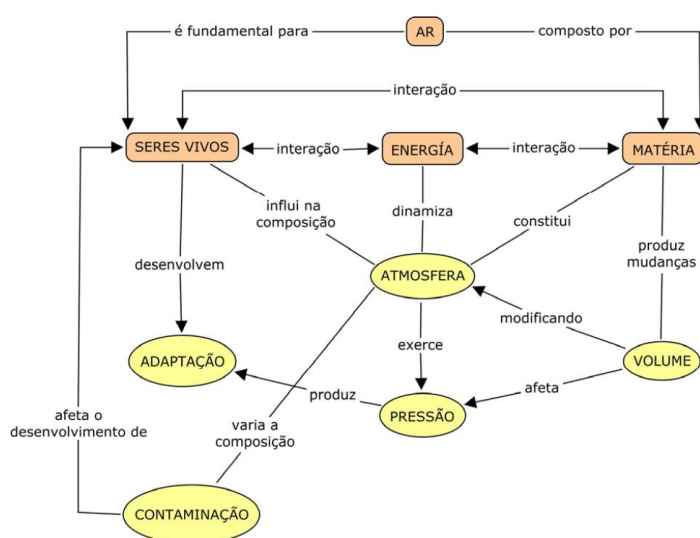 é fundamental para
AR
composto por
interação
SERES VIVOS
interação
ENERGÍA
interação
MATÉRIA
influi na
composição
dinamiza
constitui
produz
mudanças
desenvolvem
ATMOSFERA
modificando
exerce
ADAPTAÇÃO
VOLUME
produz
afeta
PRESSÃO
afeta o
desenvolvimento de
varia a
composição
CONTAMINAÇÃO